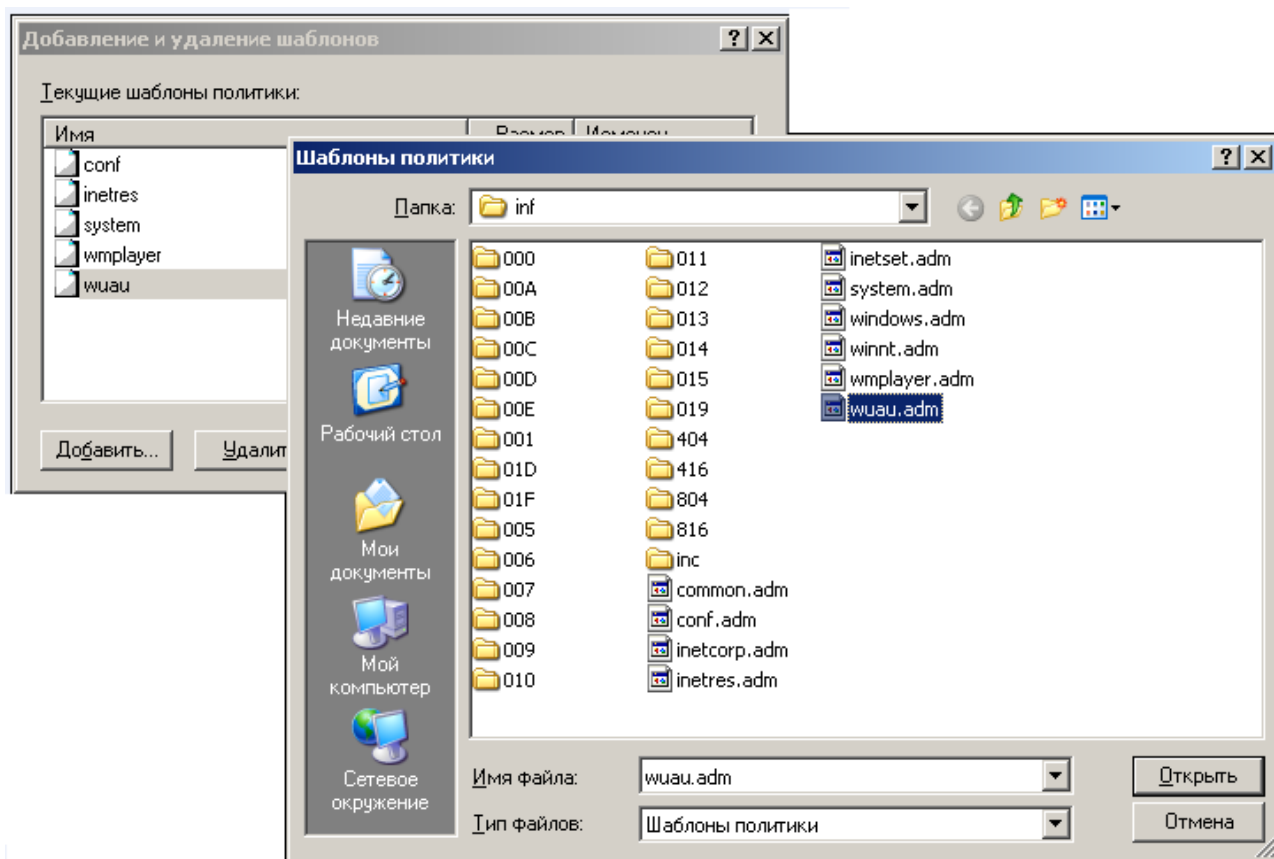 Добавление и удаление шаблонов
Текущие шаблоны политики:
Имя
Размер
Изменен
conf
inetres
system
wmplayer
wuau
Добавить...
Удалит
Шаблоны политики
Папка:
inf
Недавние
документы
Рабочий стол
Мои
документы
Мой
компьютер
Сетевое
окружение
000
00A
00B
00C
00D
00E
001
01D
01F
005
006
007
008
009
010
011
012
013
014
015
019
404
416
804
816
inc
common.adm
conf.adm
inetcorp.adm
inetres.adm
inetset.adm
system.adm
windows.adm
winnt.adm
wmplayer.adm
wuau.adm
Имя файла:
wuau.adm
Открыть
Тип файлов:
Шаблоны политики
Отмена